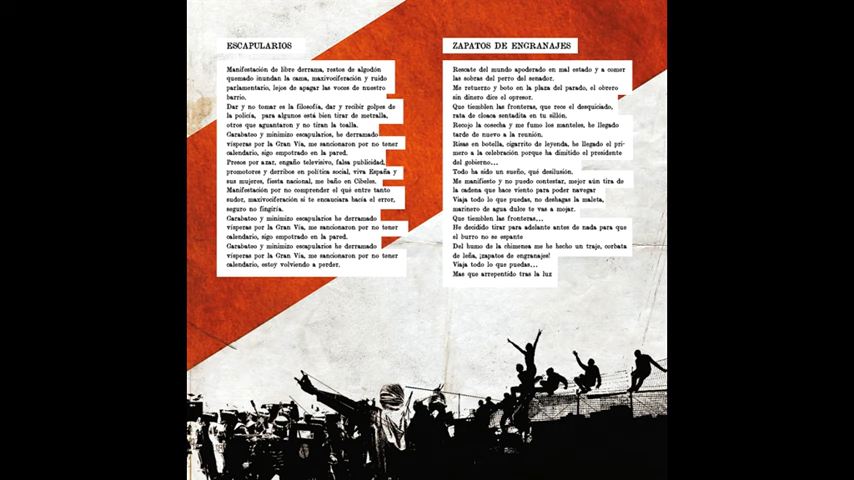 ESCAPULARIOS
Manifestación de libre derrama, restos de algodón
quemado inundan la cama, maxivociferación y ruido
parlamentario, lejos de apagar las voces de nuestro
barrio.
Dar y no tomar es la filosofía, dar y recibir golpes de
la policía, para algunos está bien tirar de metralla,
otros que aguantaron y no tiran la toalla.
Garabateo y minimizo escapularios, he derramado
vísperas por la Gran Vía, me sancionaron por no tener
calendario, sigo empotrado en la pared.
Presos por azar, engaño televisivo, falsa publicidad,
promotores y derribos en política social, viva España y
sus mujeres, fiesta nacional, me baño en Cibeles.
Manifestación por no comprender el qué entre tanto
sudor, maxivociferación si te encauciara hacia el error,
seguro no fingiría.
Garabateo y minimizo escapularios he derramado
vísperas por la Gran Vía, me sancionaron por no tener
calendario, sigo empotrado en la pared.
Garabateo y minimizo escapularios he derramado
vísperas por la Gran Vía, me sancionaron por no tener
calendario, estoy volviendo a perder.
ZAPATOS DE ENGRANAJES
Rescate del mundo apoderado en mal estado y a comer
las sobras del perro del senador.
Me retuerzo y boto en la plaza del parado, el obrero
sin dinero dice el opresor.
Que tiemblen las fronteras, que roce el desquiciado,
rata de cloaca sentadita en tu sillón.
Recojo la cosecha y me fumo los manteles, he llegado
tarde de nuevo a la reunión.
Risas en botella, cigarrito de leyenda, he llegado el pri-
mero a la celebración porque ha dimitido el presidente
del gobierno...
Todo ha sido un sueño, qué desilusión.
Me manifiesto y no puedo contestar, mejor aún tira de
la cadena que hace viento para poder navegar
Viaja todo lo que puedas, no deshagas la maleta,
marinero de agua dulce te vas a mojar.
Que tiemblen las fronteras...
He decidido tirar para adelante antes de nada para que
el burro no se espante
Del humo de la chimenea me he hecho un traje, corbata
de leña, ¡zapatos de engranajes!
Viaja todo lo que puedas...
Mas que arrepentido tras la luz